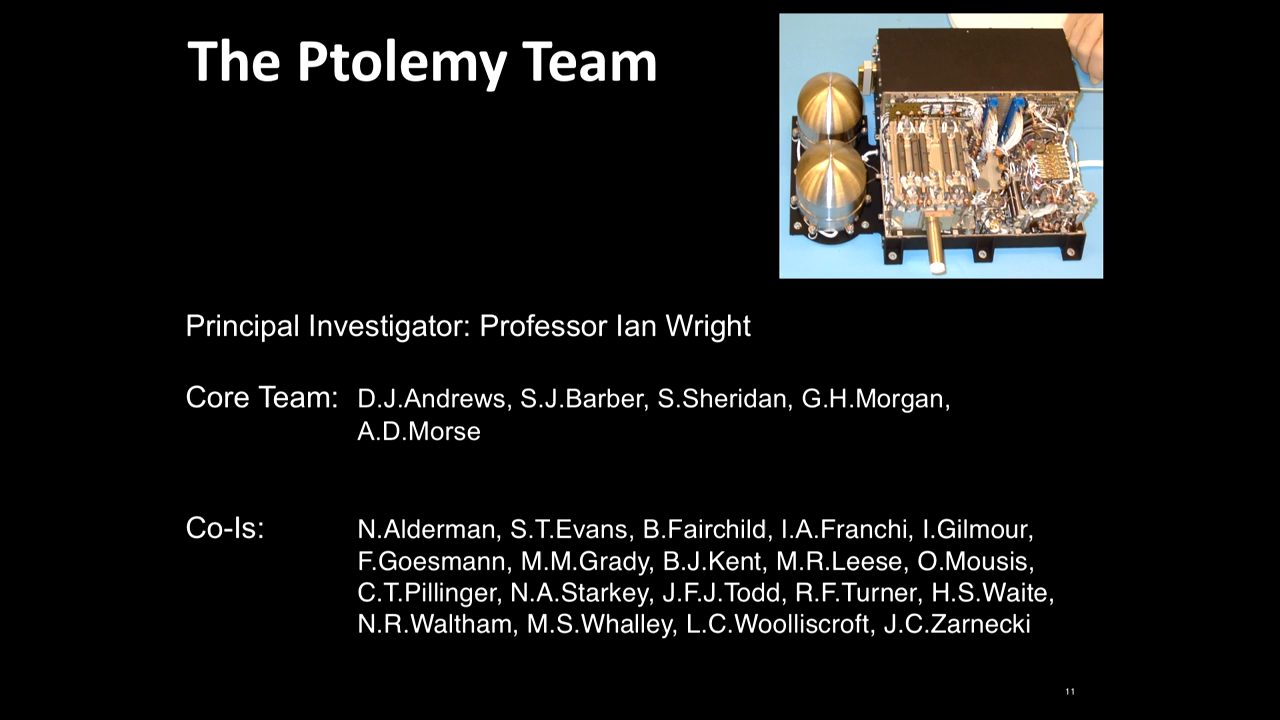 The Ptolemy Team
Principal Investigator: Professor Ian Wright
Core Team: D.J.Andrews, S.J.Barber, S.Sheridan, G.H.Morgan,
A.D.Morse
Co-Is: N.Alderman, S.T.Evans, B.Fairchild, I.A.Franchi, I.Gilmour,
F.Goesmann, M.M.Grady, B.J.Kent, M.R.Leese, O.Mousis,
C.T.Pillinger, N.A.Starkey, J.F.J.Todd, R.F.Turner, H.S.Waite,
N.R.Waltham, M.S.Whalley, L.C.Woolliscroft, J.C.Zarnecki
11